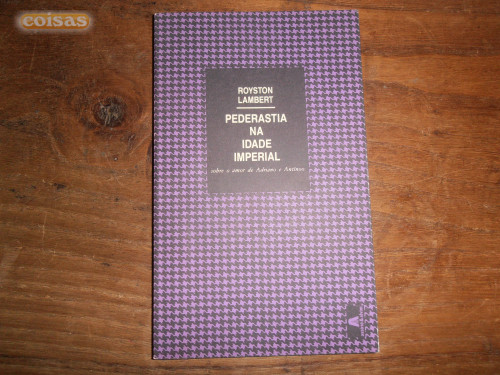 coisas
ROYSTON
LAMBERT
PEDERASTIA
NA
IDADE
IMPERIAL
sobre o amor de Adriano e Antínoo